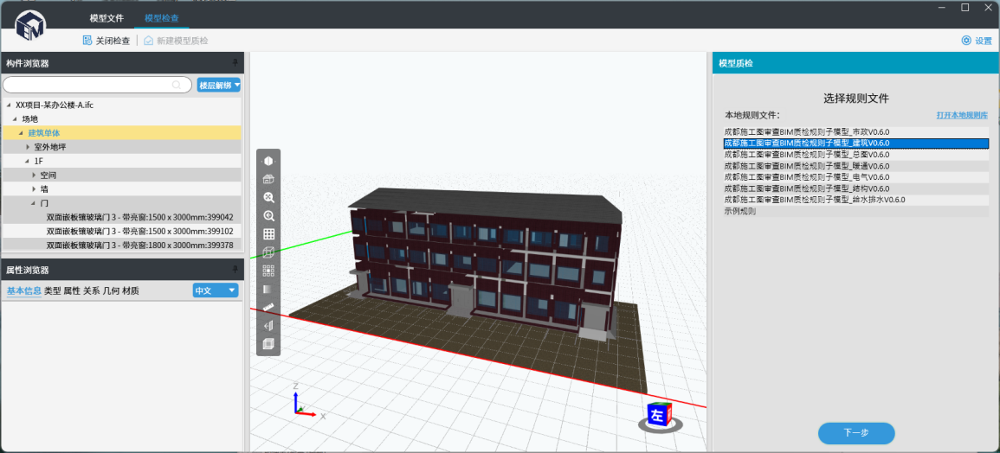 模型文件 模型检查
关闭检查 新建模型质检 设置
构件浏览器
楼层解绑
XX项目-某办公楼-A.ifc
场地
建筑单体
室外地坪
1F
空间
墙
门
双面嵌板镶玻璃门 3 - 带亮窗:1500 x 3000mm:399042
双面嵌板镶玻璃门 3 - 带亮窗:1500 x 3000mm:399102
双面嵌板镶玻璃门 3 - 带亮窗:1800 x 3000mm:399378
属性浏览器
基本信息 类型 属性 关系 几何 材质 中文
Z
X
左
模型质检
选择规则文件
本地规则文件: 打开本地规则库
成都施工图审查BIM质检规则子模型_市政V0.6.0
成都施工图审查BIM质检规则子模型_建筑V0.6.0
成都施工图审查BIM质检规则子模型_总图V0.6.0
成都施工图审查BIM质检规则子模型_暖通V0.6.0
成都施工图审查BIM质检规则子模型_电气V0.6.0
成都施工图审查BIM质检规则子模型_结构V0.6.0
成都施工图审查BIM质检规则子模型_给水排水V0.6.0
示例规则
下一步